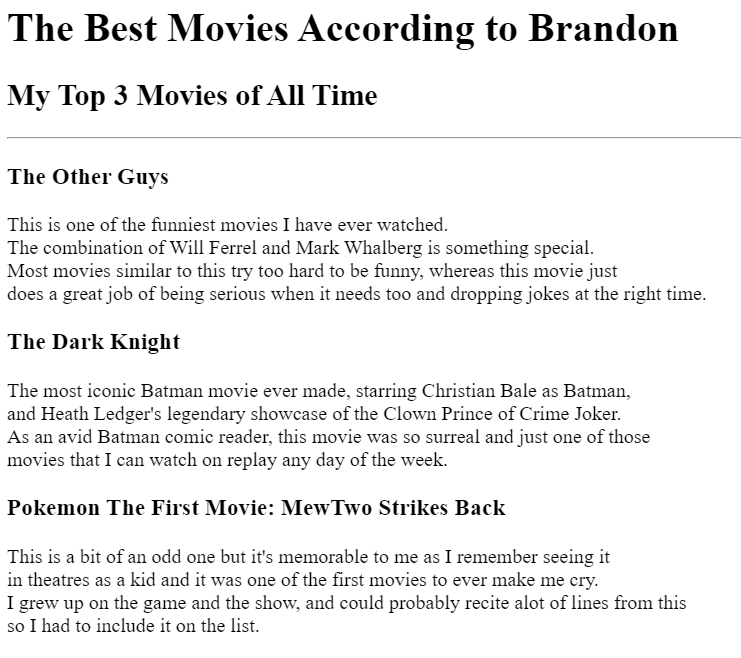 The Best Movies According to Brandon
My Top 3 Movies of All Time
The Other Guys
This is one of the funniest movies I have ever watched.
The combination of Will Ferrel and Mark Whalberg is something special.
Most movies similar to this try too hard to be funny, whereas this movie just
does a great job of being serious when it needs too and dropping jokes at the right time.
The Dark Knight
The most iconic Batman movie ever made, starring Christian Bale as Batman,
and Heath Ledger's legendary showcase of the Clown Prince of Crime Joker.
As an avid Batman comic reader, this movie was so surreal and just one of those
movies that I can watch on replay any day of the week.
Pokemon The First Movie: MewTwo Strikes Back
This is a bit of an odd one but it's memorable to me as I remember seeing it
in theatres as a kid and it was one of the first movies to ever make me cry.
I grew up on the game and the show, and could probably recite alot of lines from this
so I had to include it on the list.